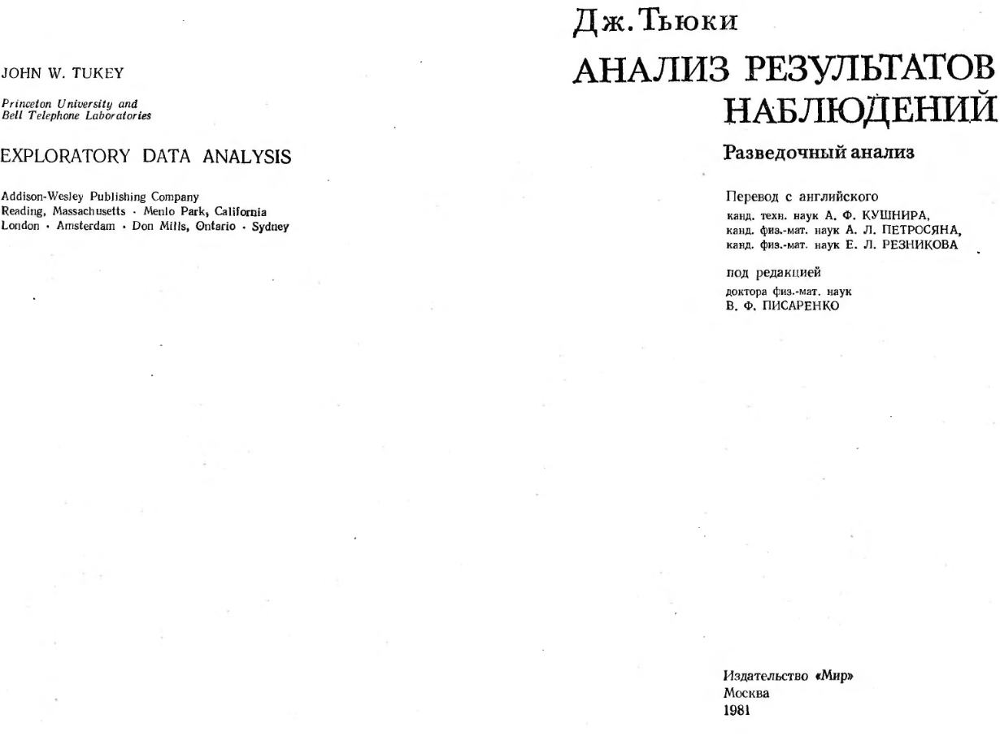 JOHN W. TUKEY
Princeton University and
Bell Telephone Laboratories
EXPLORATORY DATA ANALYSIS
Addison-Wesley Publishing Company
Reading, Massachusetts · Menlo Park, California
London · Amsterdam · Don Mills, Ontario · Sydney
Дж. Тьюки
АНАЛИЗ РЕЗУЛЬТАТОВ
НАБЛЮДЕНИЙ
Разведочный анализ
Перевод с английского
канд. техн. наук А. Ф. КУШНИРА,
канд. физ.-мат. наук А. Л. ПЕТРОСЯНА,
канд. физ.-мат. наук Е. Л. РЕЗНИКОВА
под редакцией
доктора физ.-мат. наук
В. Ф. ПИСАРЕНКО
Издательство «Мир»
Москва
1981